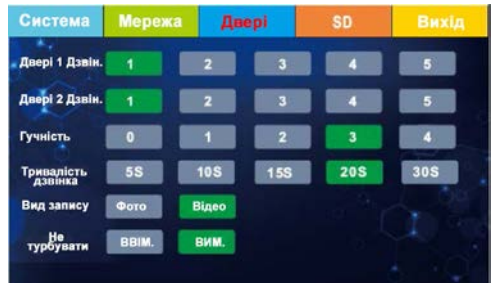 Система Мережа Двері SD Вихід
Двері 1 Дзвін. 1 2 3 4 5
Двері 2 Дзвін. 1 2 3 4 5
Гучність 0 1 2 3 4
Тривалість дзвінка 5S 10S 15S 20S 30S
Вид запису Фото Відео
Не турбувати ВВІМ. ВИМ.